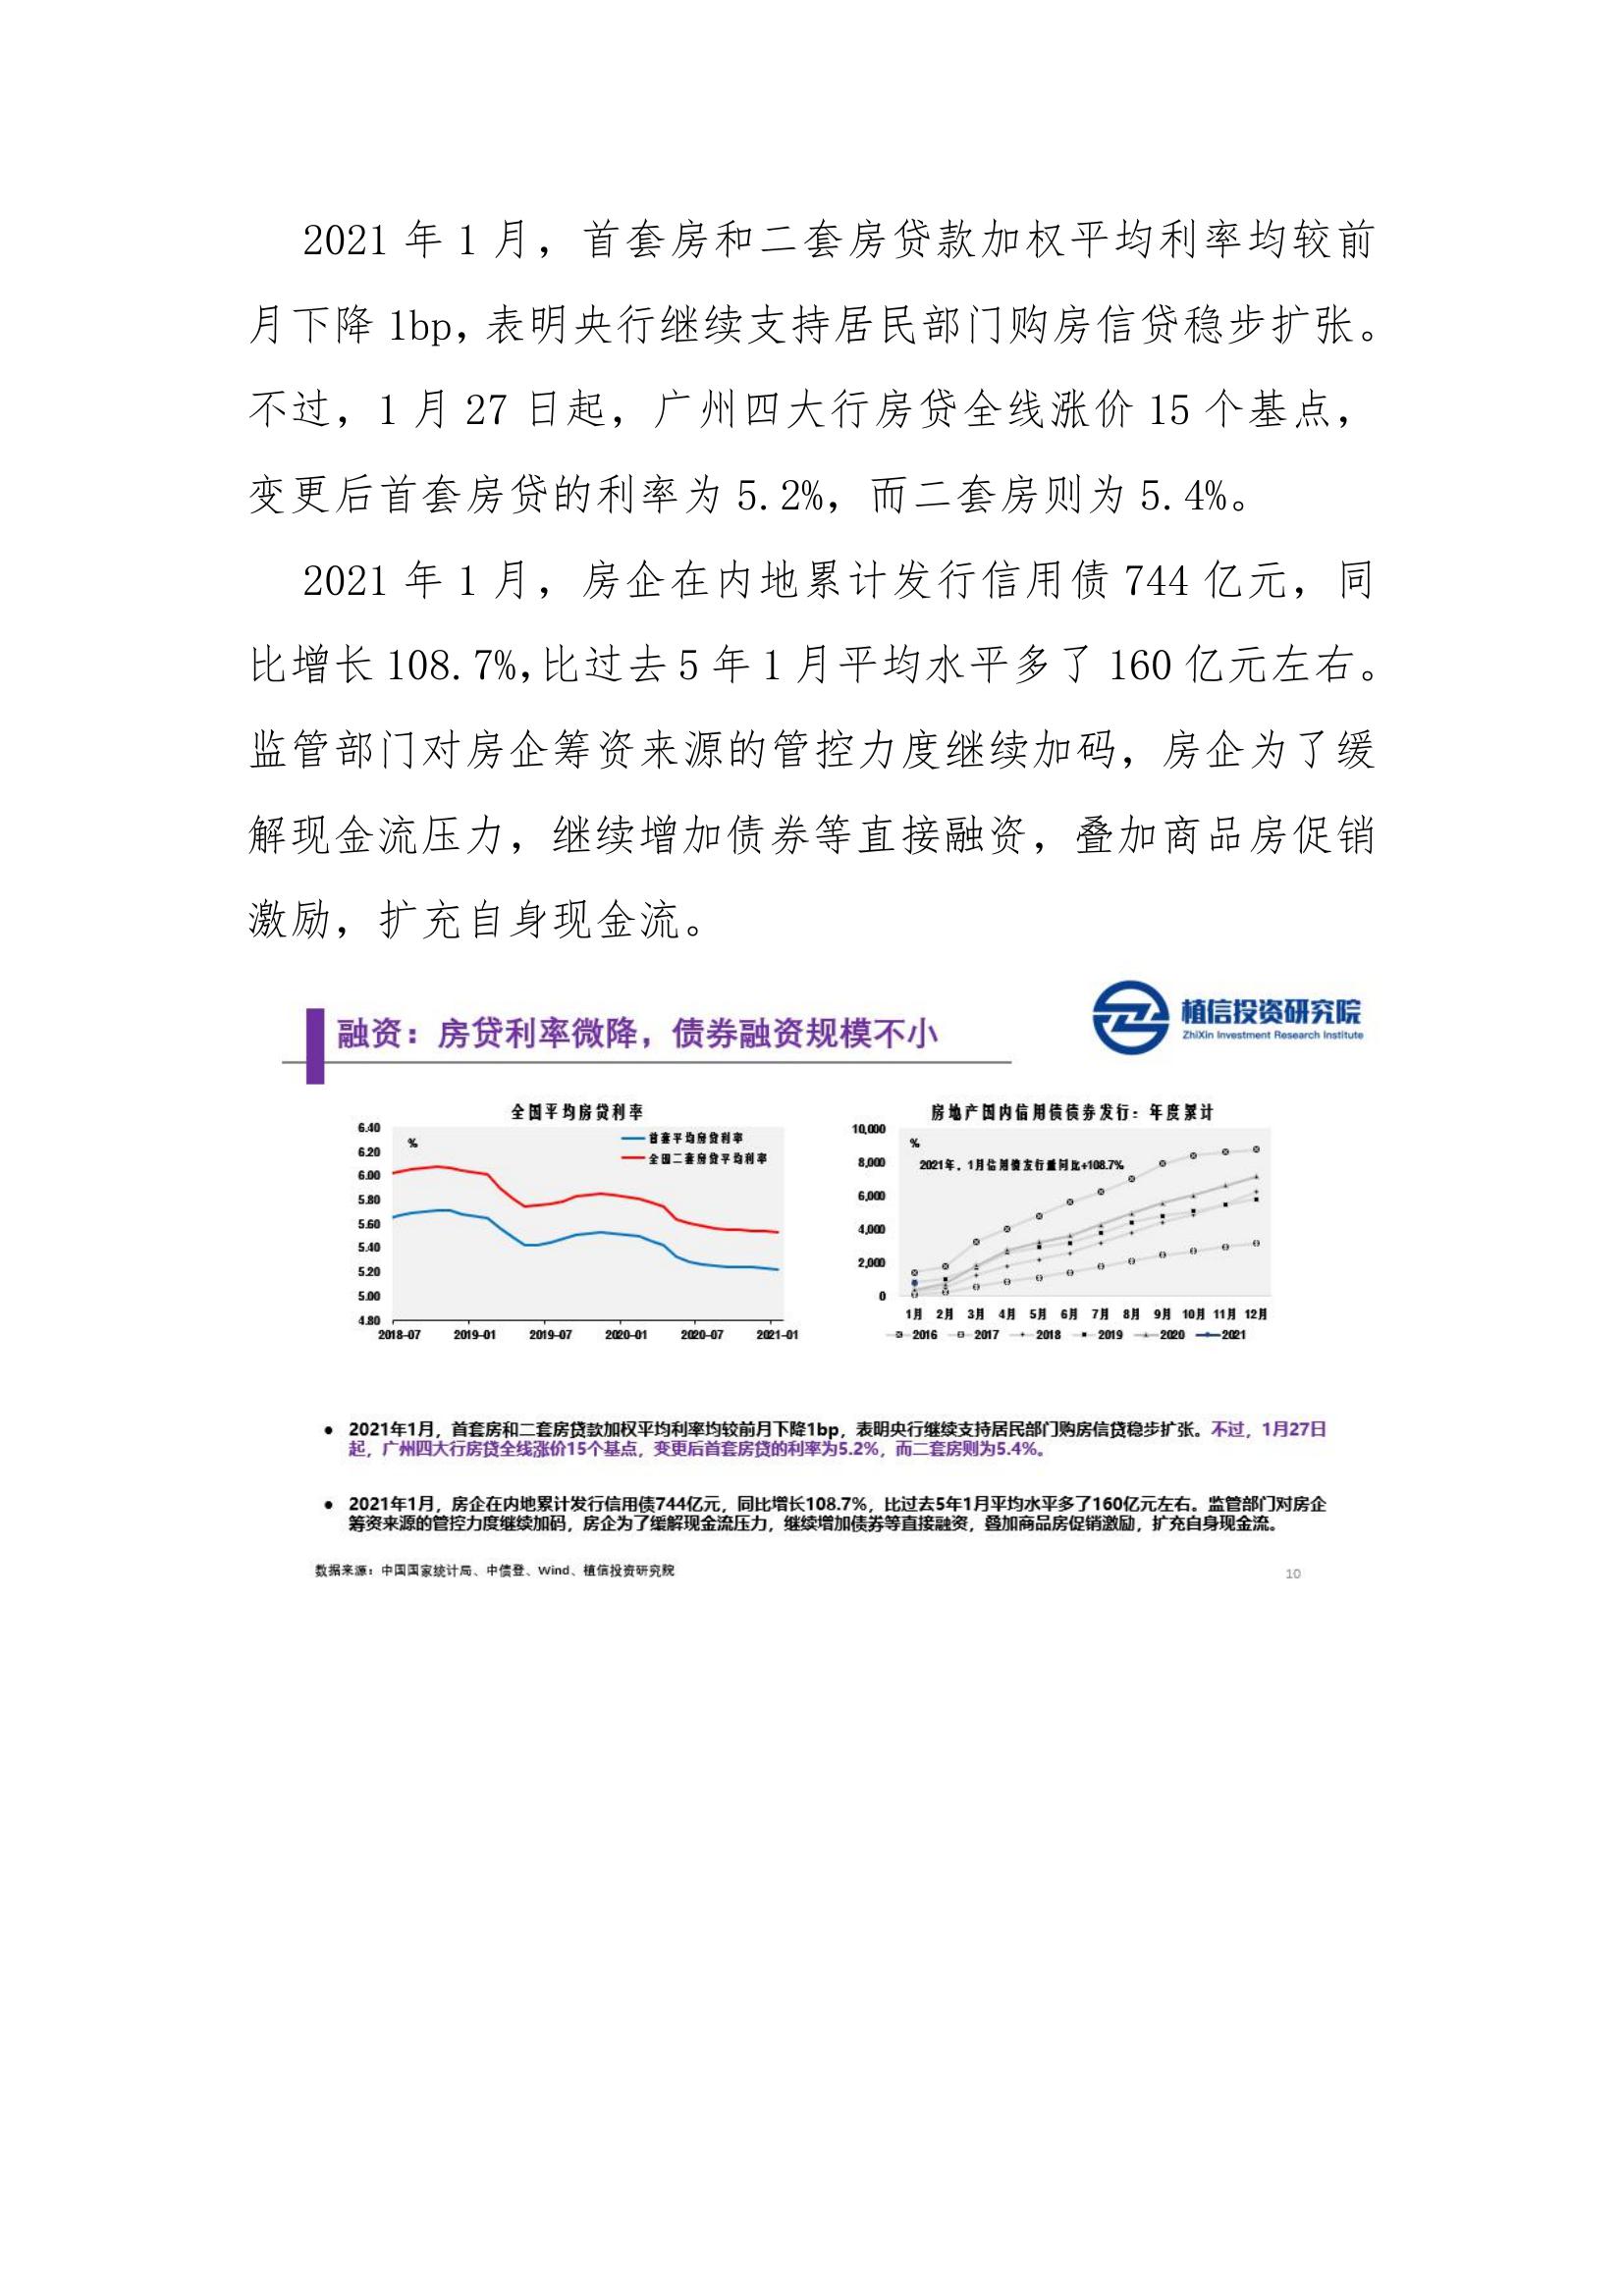 2021 年 1 月，首套房和二套房贷款加权平均利率均较前
月下降 1bp，表明央行继续支持居民部门购房信贷稳步扩张。
不过，1 月 27 日起，广州四大行房贷全线涨价 15 个基点，
变更后首套房贷的利率为 5.2%，而二套房则为 5.4%。
2021 年 1 月，房企在内地累计发行信用债 744 亿元，同
比增长 108.7%，比过去 5 年 1 月平均水平多了 160 亿元左右。
监管部门对房企筹资来源的管控力度继续加码，房企为了缓
解现金流压力，继续增加债券等直接融资，叠加商品房促销
激励，扩充自身现金流。
融资：房贷利率微降，债券融资规模不小
植信投资研究院
ZhiXin Investment Research Institute
全国平均房贷利率
%
首套平均房贷利率
全国二套房贷平均利率
6.40
6.20
6.00
5.80
5.60
5.40
5.20
5.00
4.80
2018-07 2019-01 2019-07 2020-01 2020-07 2021-01
房地产国内信用债债券发行：年度累计
%
2021年，1月信用债发行量同比+108.7%
10,000
8,000
6,000
4,000
2,000
0
1月 2月 3月 4月 5月 6月 7月 8月 9月 10月 11月 12月
2016 2017 2018 2019 2020 2021
● 2021年1月，首套房和二套房贷款加权平均利率均较前月下降1bp，表明央行继续支持居民部门购房信贷稳步扩张。不过，1月27日
起，广州四大行房贷全线涨价15个基点，变更后首套房贷的利率为5.2%，而二套房则为5.4%。
● 2021年1月，房企在内地累计发行信用债744亿元，同比增长108.7%，比过去5年1月平均水平多了160亿元左右。监管部门对房企
筹资来源的管控力度继续加码，房企为了缓解现金流压力，继续增加债券等直接融资，叠加商品房促销激励，扩充自身现金流。
数据来源：中国国家统计局、中债登、Wind、植信投资研究院
10